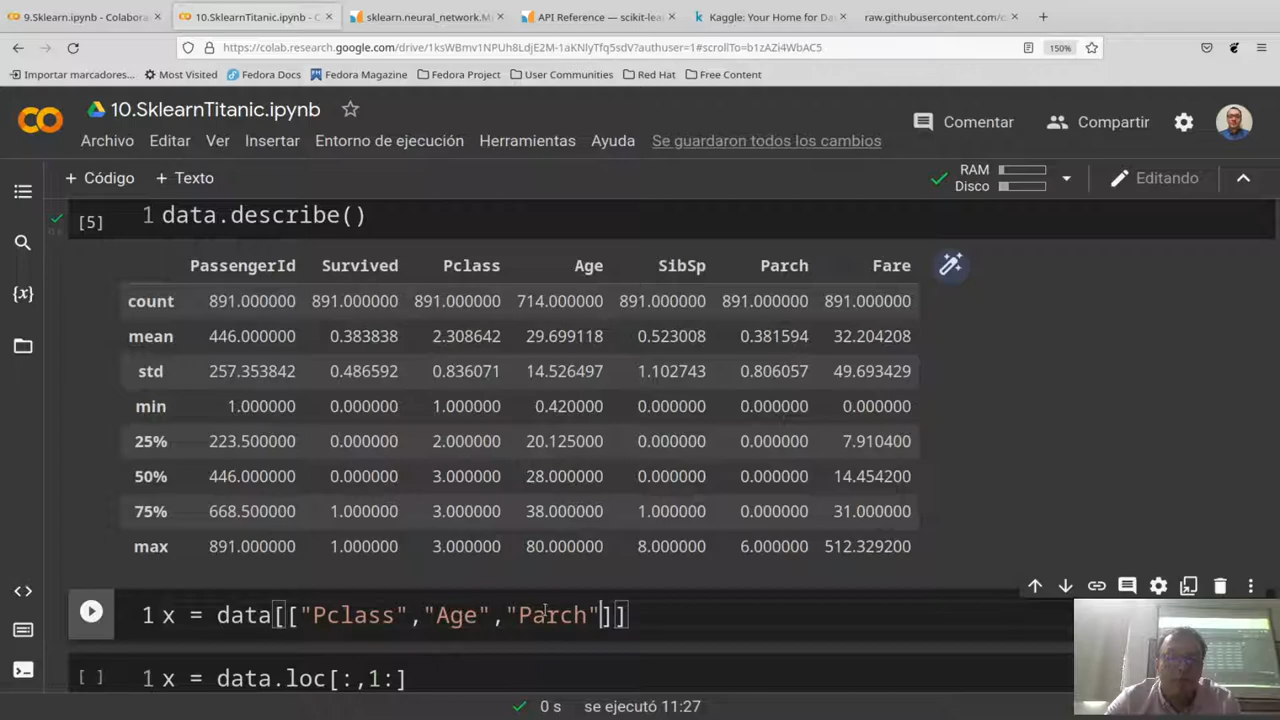 9.Sklearn.ipynb - Colabora
10.SklearnTitanic.ipynb - C
sklearn.neural_network.M
API Reference — scikit-lea
Kaggle: Your Home for Da
raw.githubusercontent.com/c
https://colab.research.google.com/drive/1ksWBmv1NPUh8LdjE2M-1aKNlyTfq5sdV?authuser=1#scrollTo=b1zAZi4WbAC5
150%
Importar marcadores…
Most Visited
Fedora Docs
Fedora Magazine
Fedora Project
User Communities
Red Hat
Free Content
10.SklearnTitanic.ipynb
Comentar
Compartir
Archivo Editar Ver Insertar Entorno de ejecución Herramientas Ayuda Se guardaron todos los cambios
+ Código + Texto
RAM
Disco
Editando
[5] 1 data.describe()
PassengerId Survived Pclass Age SibSp Parch Fare
count 891.000000 891.000000 891.000000 714.000000 891.000000 891.000000 891.000000
mean 446.000000 0.383838 2.308642 29.699118 0.523008 0.381594 32.204208
std 257.353842 0.486592 0.836071 14.526497 1.102743 0.806057 49.693429
min 1.000000 0.000000 1.000000 0.420000 0.000000 0.000000 0.000000
25% 223.500000 0.000000 2.000000 20.125000 0.000000 0.000000 7.910400
50% 446.000000 0.000000 3.000000 28.000000 0.000000 0.000000 14.454200
75% 668.500000 1.000000 3.000000 38.000000 1.000000 0.000000 31.000000
max 891.000000 1.000000 3.000000 80.000000 8.000000 6.000000 512.329200
1 x = data[["Pclass","Age","Parch"]]
[ ] 1 x = data.loc[:,1:]
0 s se ejecutó 11:27